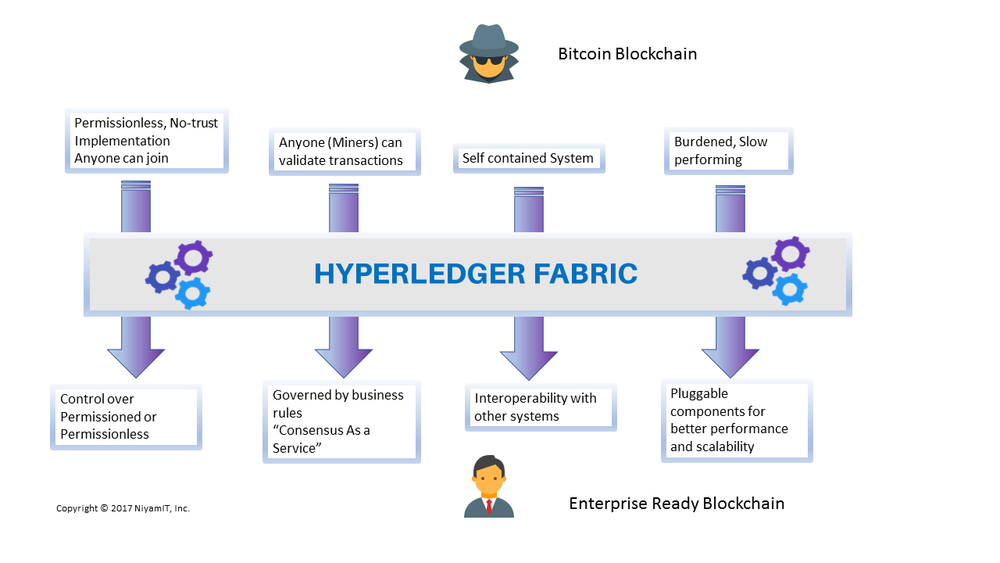 Bitcoin Blockchain
Permissionless, No-trust
Implementation
Anyone can join
Anyone (Miners) can
validate transactions
Self contained System
Burdened, Slow
performing
HYPERLEDGER FABRIC
Control over
Permissioned or
Permissionless
Governed by business
rules
“Consensus As a
Service”
Interoperability with
other systems
Pluggable
components for
better performance
and scalability
Enterprise Ready Blockchain
Copyright © 2017 NiyamIT, Inc.